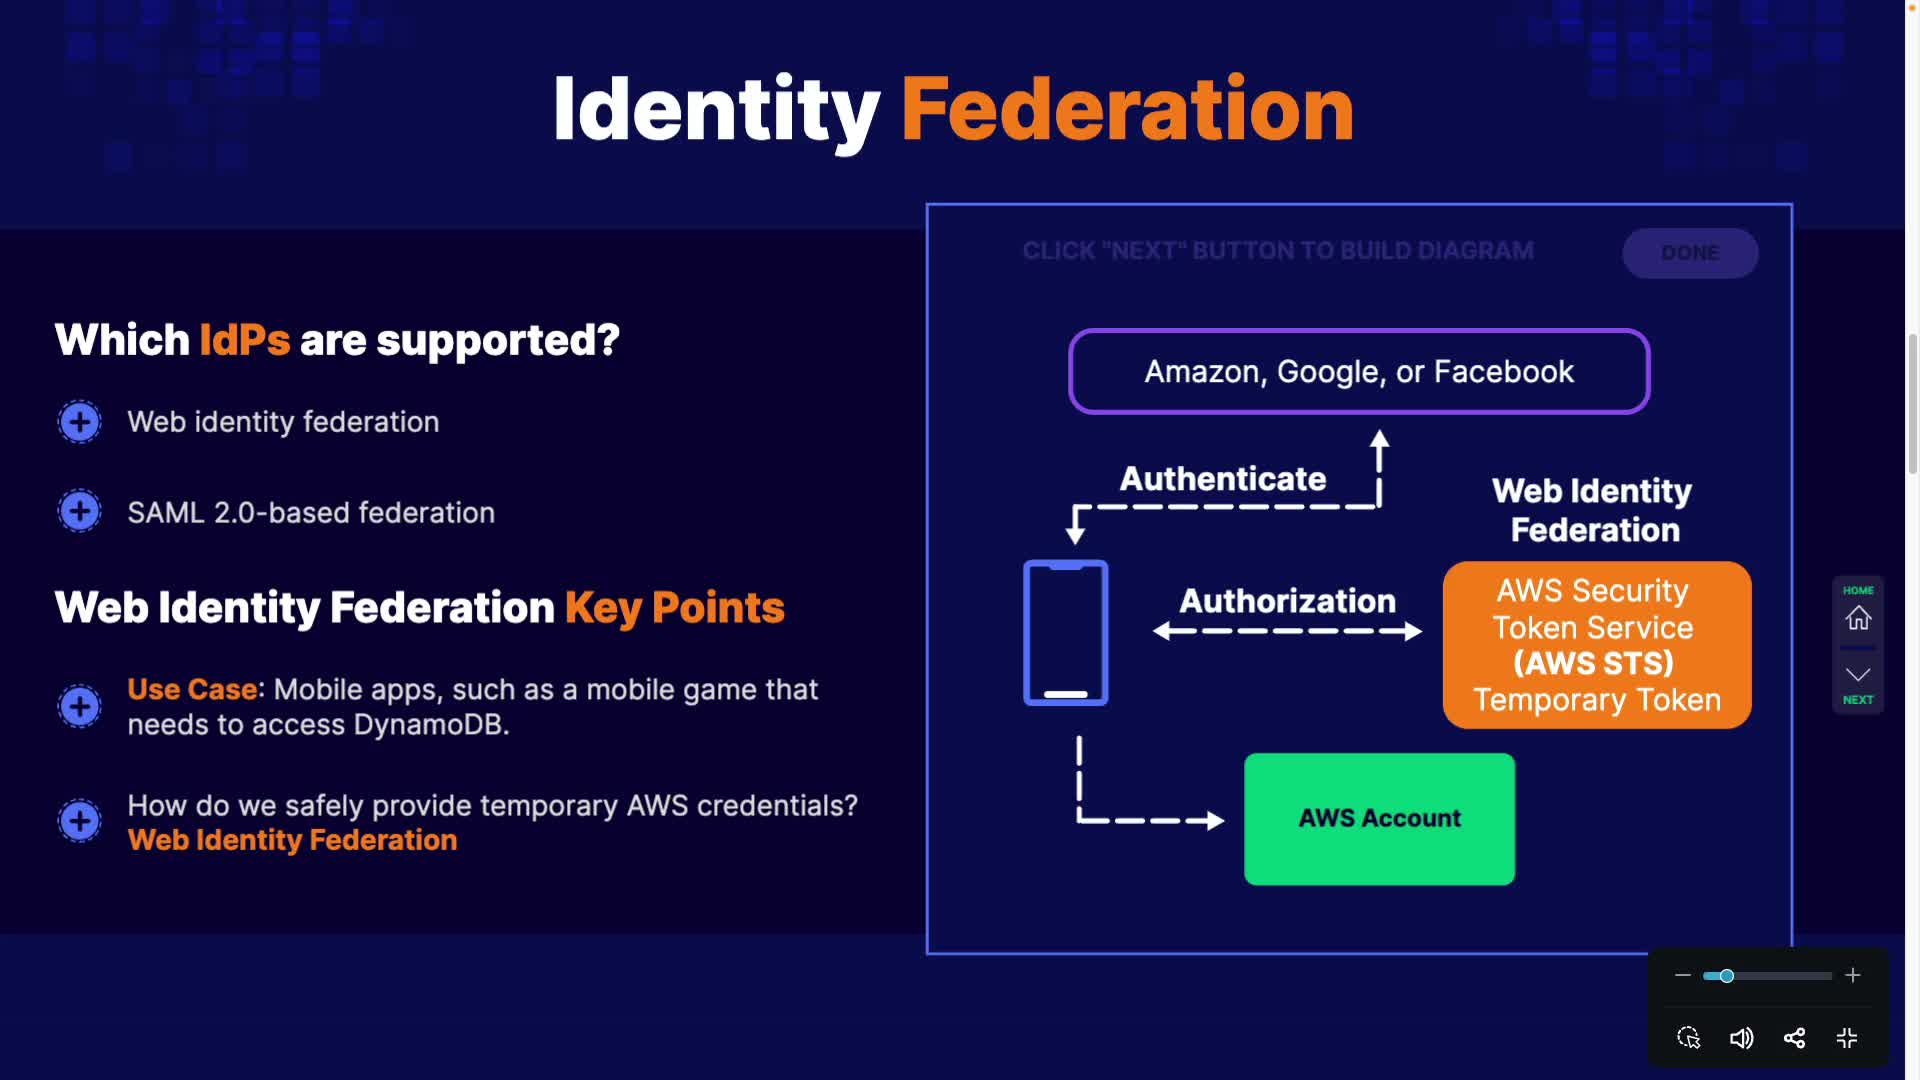 Identity Federation
CLICK "NEXT" BUTTON TO BUILD DIAGRAM
DONE
Which IdPs are supported?
Web identity federation
SAML 2.0-based federation
Web Identity Federation Key Points
Use Case: Mobile apps, such as a mobile game that
needs to access DynamoDB.
How do we safely provide temporary AWS credentials?
Web Identity Federation
Amazon, Google, or Facebook
Authenticate
Web Identity
Federation
Authorization
AWS Security
Token Service
(AWS STS)
Temporary Token
AWS Account
HOME
NEXT